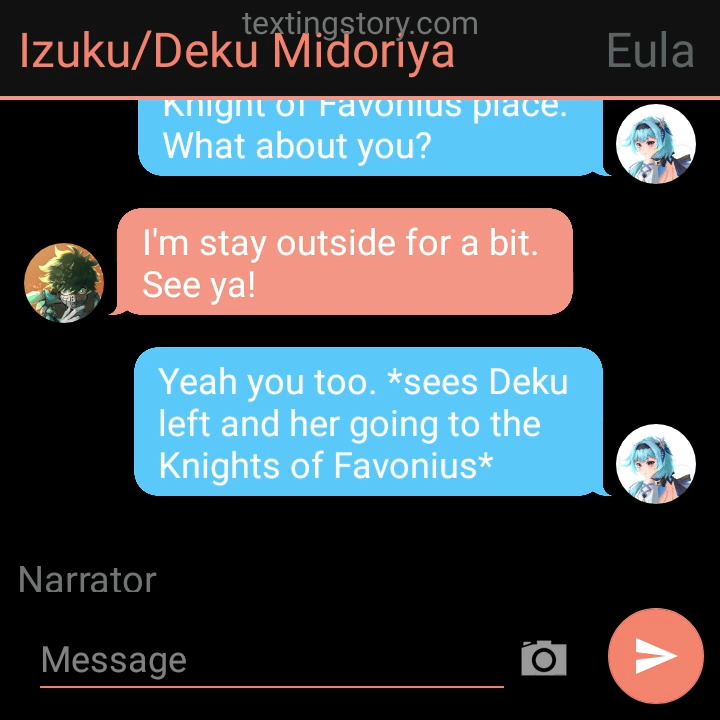 textingstory.com
Izuku/Deku Midoriya
Eula
Knight of Favonius place.
What about you?
I'm stay outside for a bit.
See ya!
Yeah you too. *sees Deku
left and her going to the
Knights of Favonius*
Narrator
Message